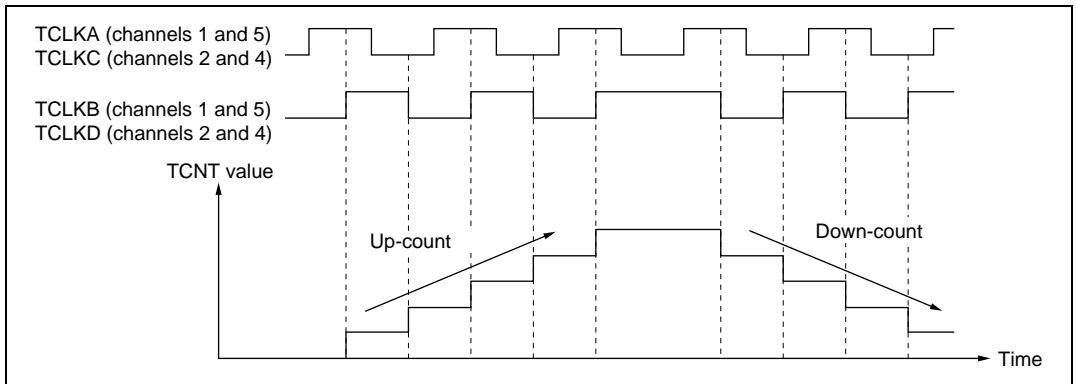 TCLKA (channels 1 and 5)
TCLKC (channels 2 and 4)
TCLKB (channels 1 and 5)
TCLKD (channels 2 and 4)
TCNT value
Up-count
Down-count
Time